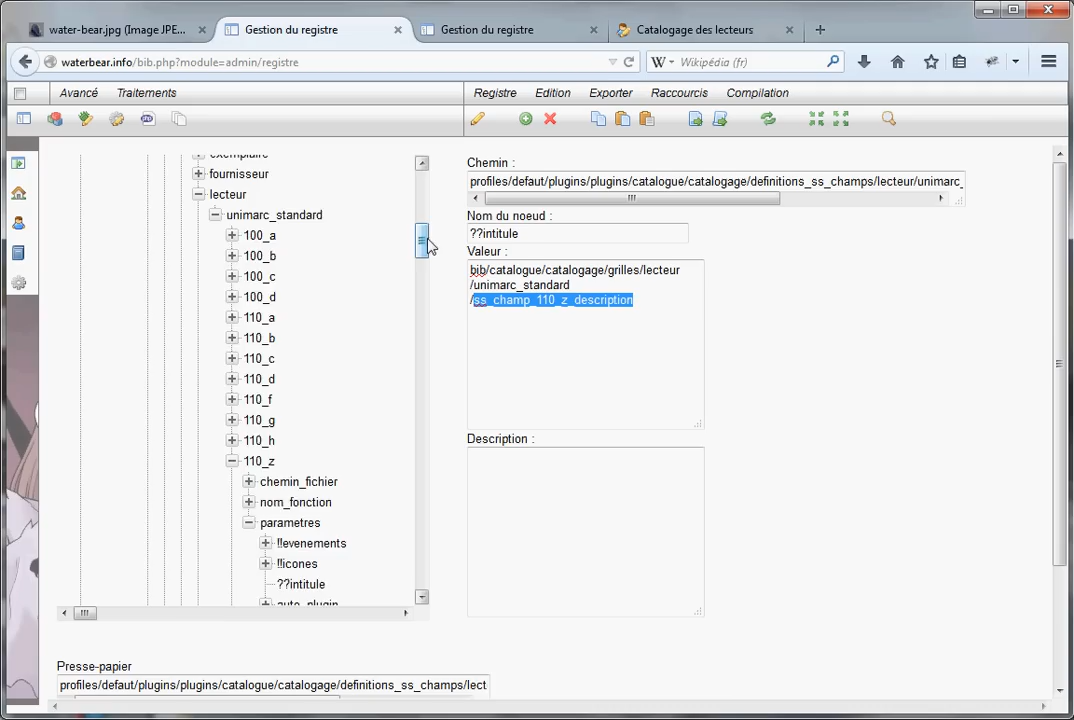 water-bear.jpg (Image JPE...
Gestion du registre
Gestion du registre
Catalogage des lecteurs
waterbear.info/bib.php?module=admin/registre
Wikipédia (fr)
Avancé
Traitements
Registre
Edition
Exporter
Raccourcis
Compilation
exemplaire
fournisseur
lecteur
unimarc_standard
100_a
100_b
100_c
100_d
110_a
110_b
110_c
110_d
110_f
110_g
110_h
110_z
chemin_fichier
nom_fonction
parametres
!!evenements
!!icones
??intitule
auto_plugin
Chemin :
profiles/defaut/plugins/plugins/catalogue/catalogage/definitions_ss_champs/lecteur/unimarc_
Nom du noeud :
??intitule
Valeur :
bib/catalogue/catalogage/grilles/lecteur
/unimarc_standard
/ss_champ_110_z_description
Description :
Presse-papier
profiles/defaut/plugins/plugins/catalogue/catalogage/definitions_ss_champs/lect